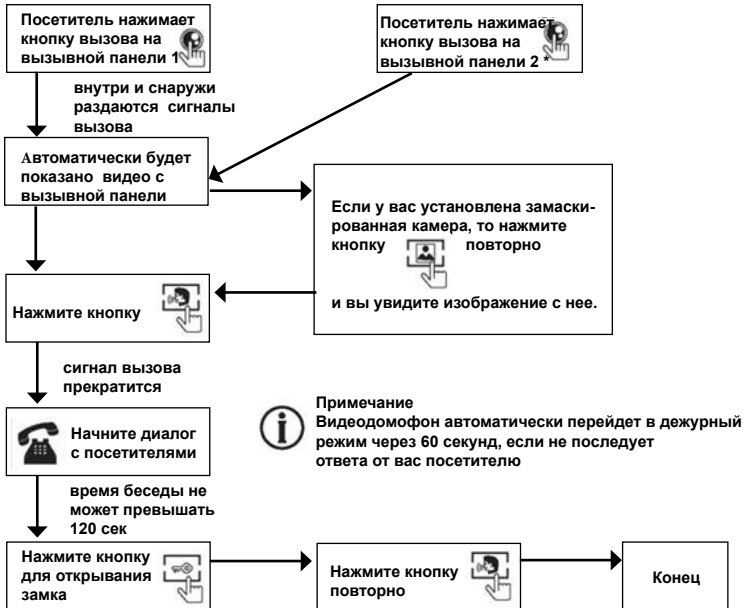 Посетитель нажимает
кнопку вызова на
вызывной панели 1
Посетитель нажимает
кнопку вызова на
вызывной панели 2 *
внутри и снаружи
раздаются сигналы
вызова
Автоматически будет
показано видео с
вызывной панели
Если у вас установлена замаски-
рованная камера, то нажмите
кнопку повторно
и вы увидите изображение с нее.
Нажмите кнопку
сигнал вызова
прекратится
Примечание
Видеодомофон автоматически перейдет в дежурный
режим через 60 секунд, если не последует
ответа от вас посетителю
Начните диалог
с посетителями
время беседы не
может превышать
120 сек
Нажмите кнопку
для открывания
замка
Нажмите кнопку
повторно
Конец